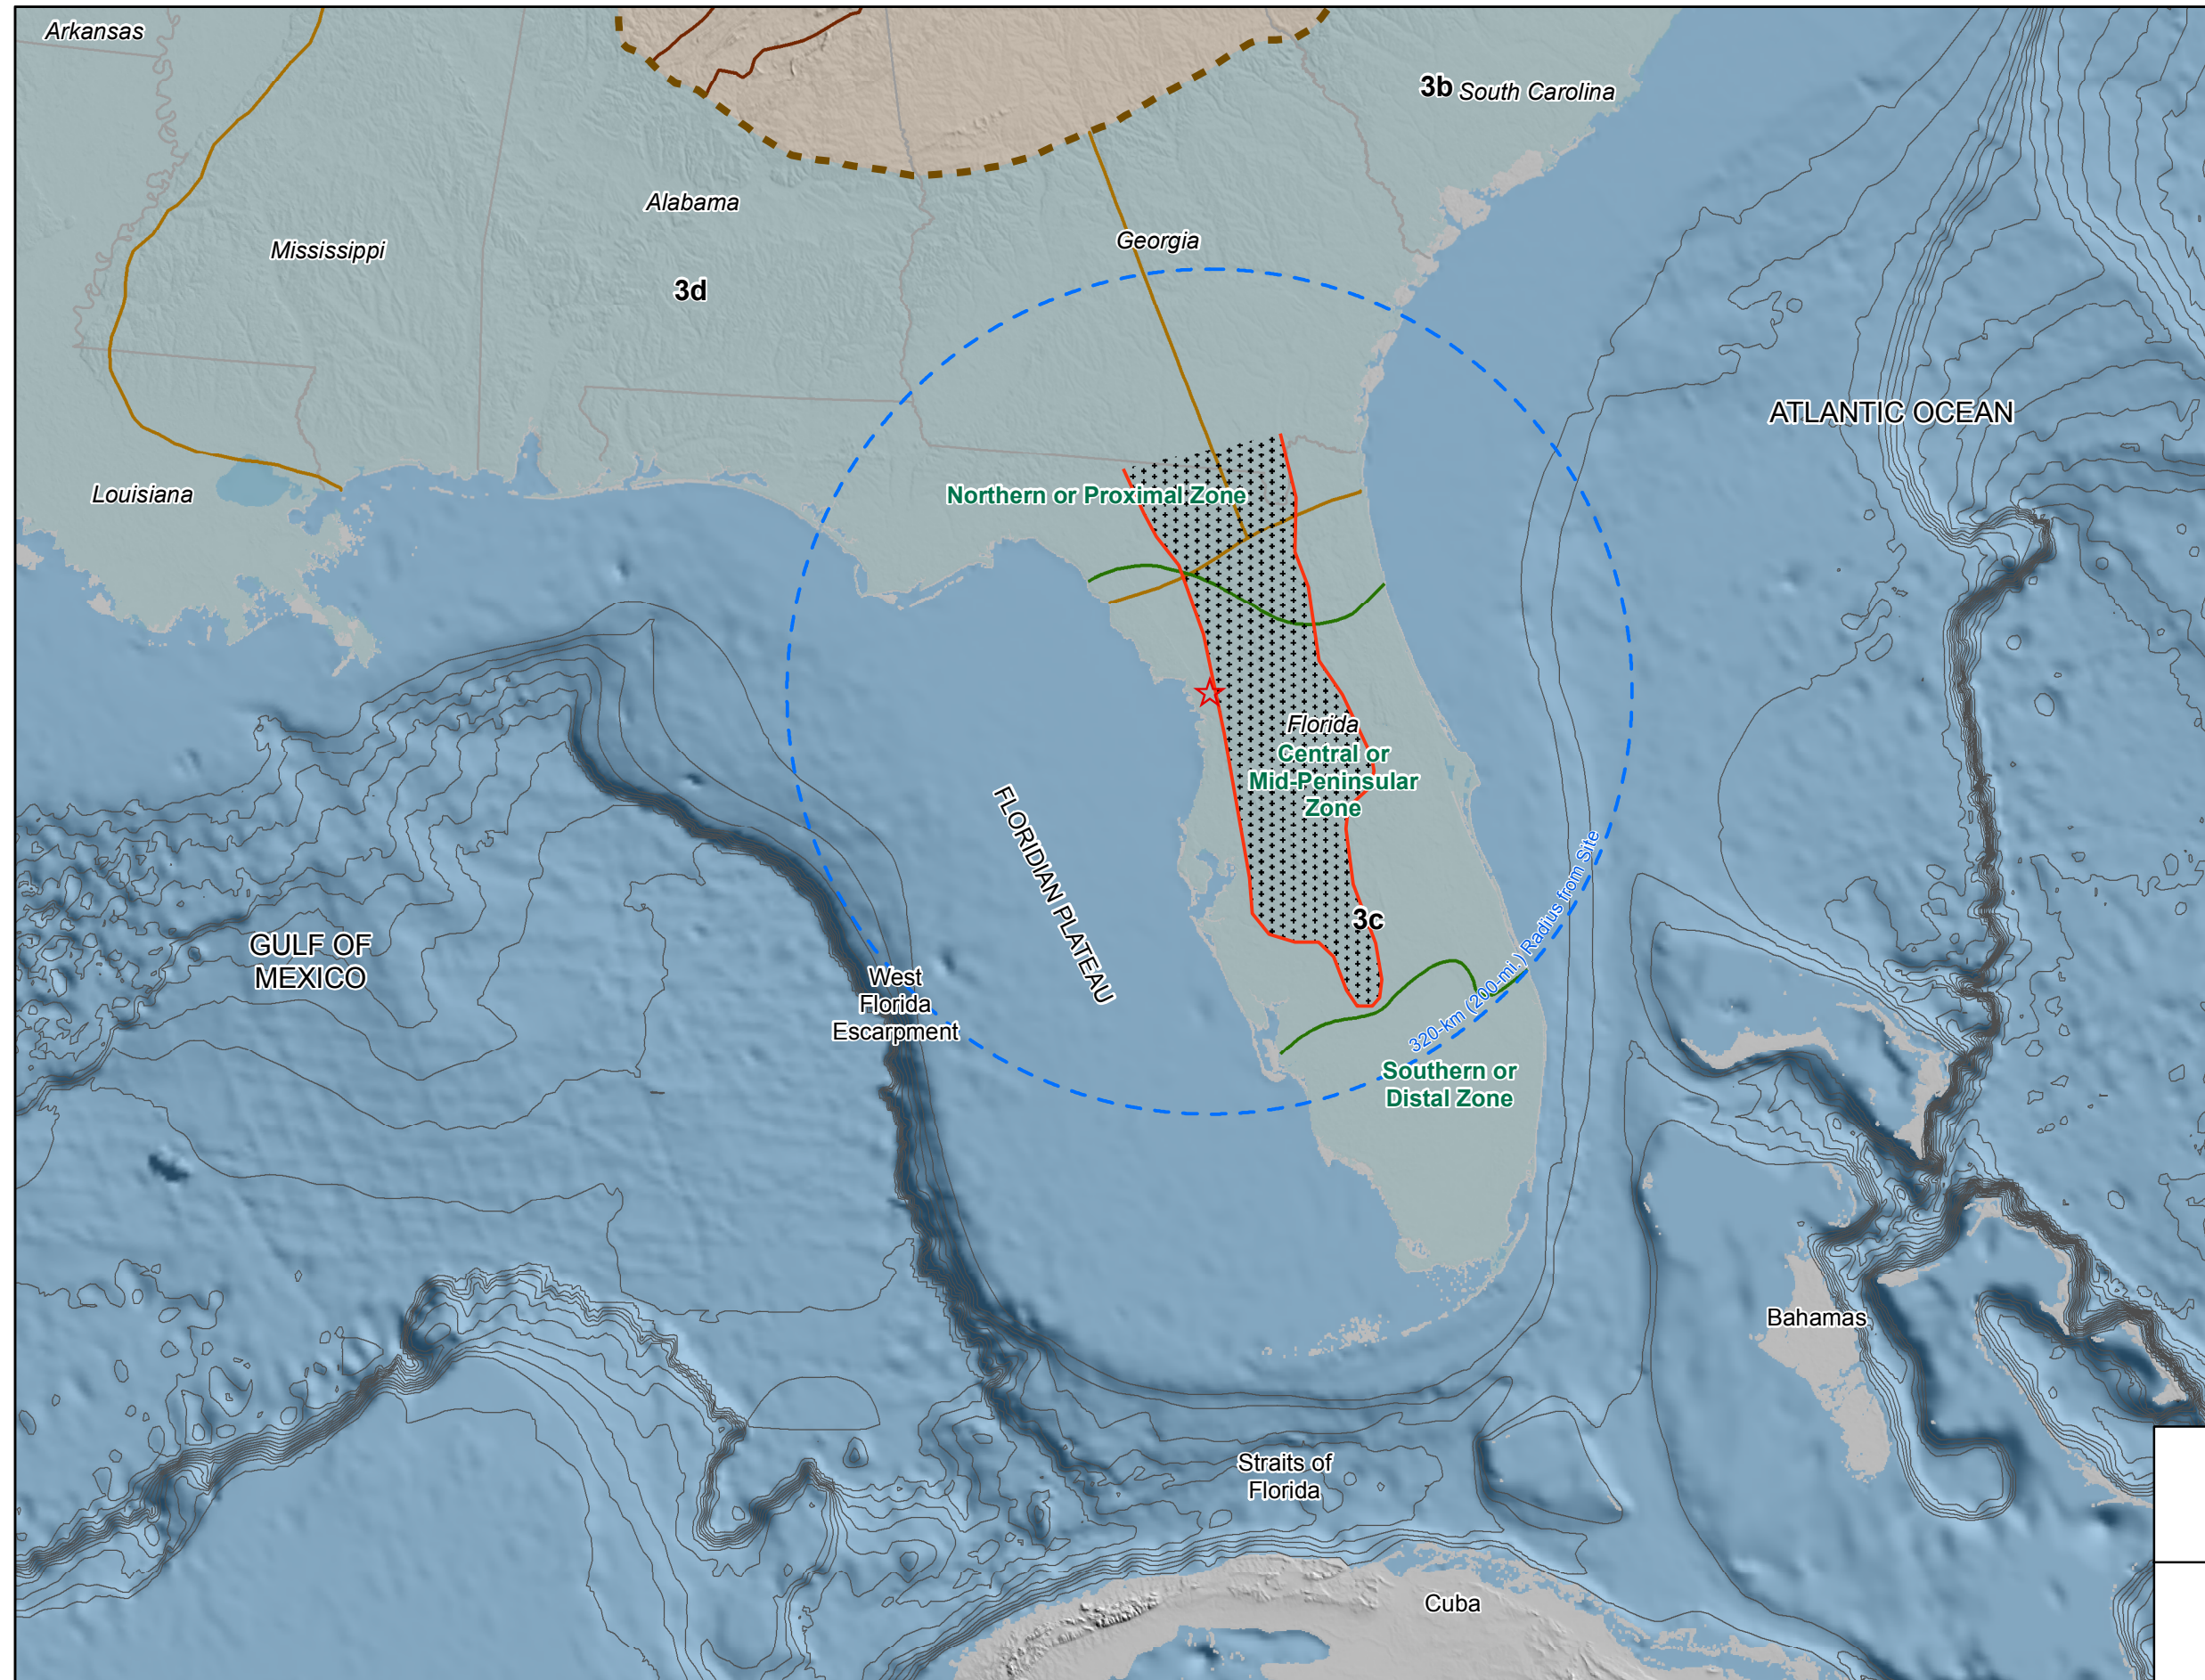 Arkansas
3b South Carolina
Alabama
Mississippi
Georgia
3d
ATLANTIC OCEAN
Louisiana
Northern or Proximal Zone
Florida
Central or
Mid-Peninsular
Zone
FLORIDIAN PLATEAU
320-km (200-mi.) Radius from Site
3c
GULF OF
MEXICO
West
Florida
Escarpment
Southern or
Distal Zone
Bahamas
Straits of
Florida
Cuba